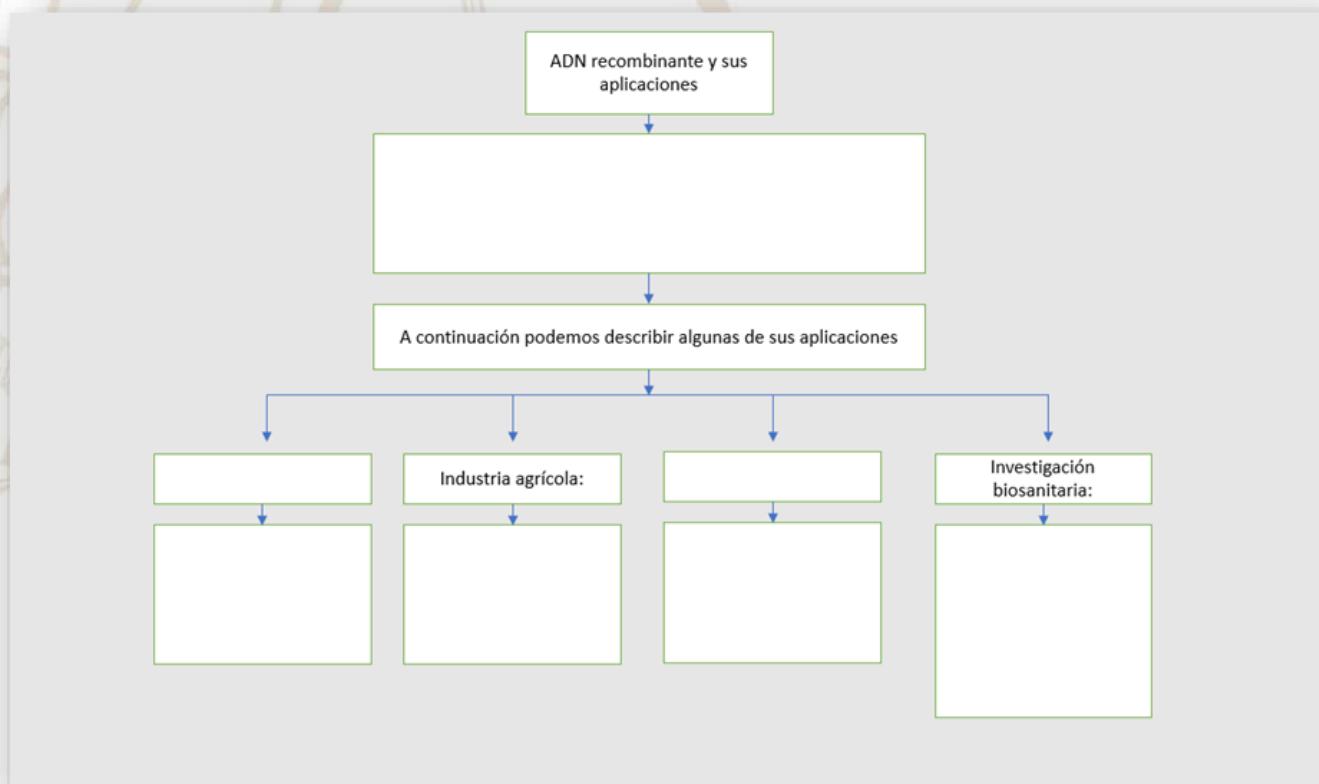 ADN recombinante y sus
aplicaciones
A continuación podemos describir algunas de sus aplicaciones
Industria agrícola:
Investigación
biosanitaria: